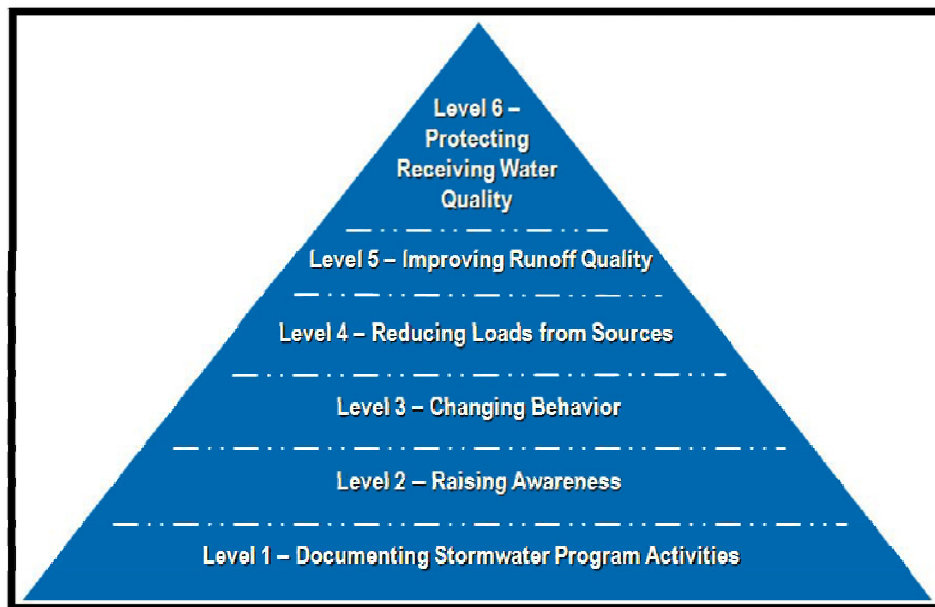 Level 6 –
Protecting
Receiving Water
Quality
Level 5 – Improving Runoff Quality
Level 4 – Reducing Loads from Sources
Level 3 – Changing Behavior
Level 2 – Raising Awareness
Level 1 – Documenting Stormwater Program Activities